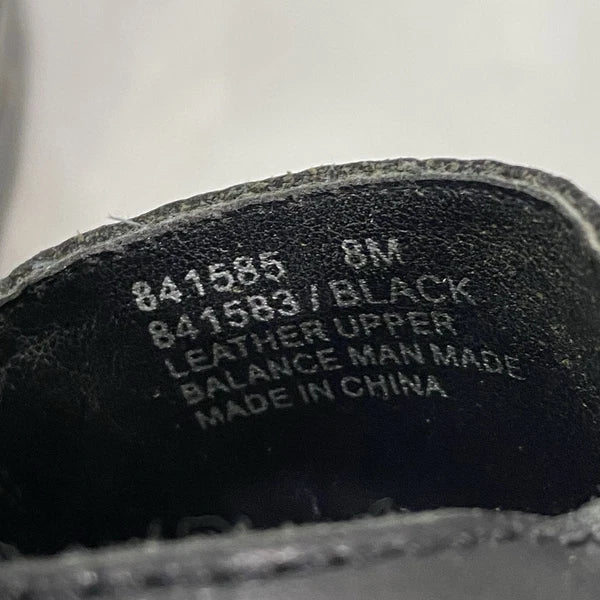 841585 8M
841583/BLACK
LEATHER UPPER
BALANCE MAN MADE
MADE IN CHINA